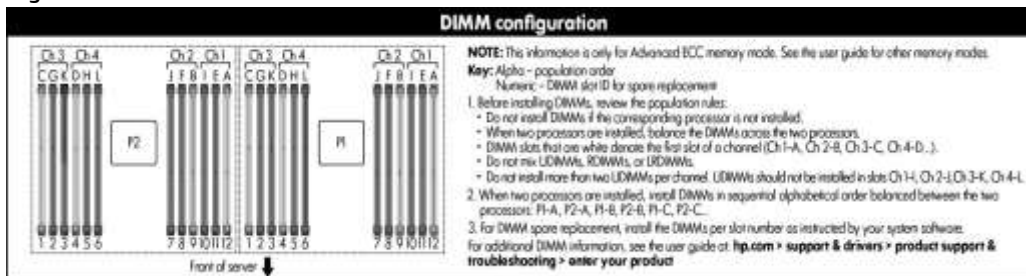 DIMM configuration
Ch 3 Ch 4 Ch 2 Ch 1 Ch 3 Ch 4 Ch 2 Ch 1
C G K D H L J F B I E A C G K D H L J F B I E A
P2 P1
1 2 3 4 5 6 7 8 9 10 11 12 1 2 3 4 5 6 7 8 9 10 11 12
Front of server
NOTE: This information is only for Advanced ECC memory mode. See the user guide for other memory modes.
Key: Alpha - population order
Numeric - DIMM slot ID for spare replacement
1. Before installing DIMMs, review the population rules:
• Do not install DIMMs if the corresponding processor is not installed.
• When two processors are installed, balance the DIMMs across the two processors.
• DIMM slots that are white denote the first slot of a channel (Ch 1-A, Ch 2-B, Ch 3-C, Ch 4-D...).
• Do not mix UDIMMs, RDIMMs, or LRDIMMs.
• Do not install more than two UDIMMs per channel. UDIMMs should not be installed in slots Ch 1-I, Ch 2-J, Ch 3-K, Ch 4-L
2. When two processors are installed, install DIMMs in sequential alphabetical order balanced between the two
processors: P1-A, P2-A, P1-B, P2-B, P1-C, P2-C...
3. For DIMM spare replacement, install the DIMMs per slot number as instructed by your system software.
For additional DIMM information, see the user guide at: hp.com > support & drivers > product support &
troubleshooting > enter your product